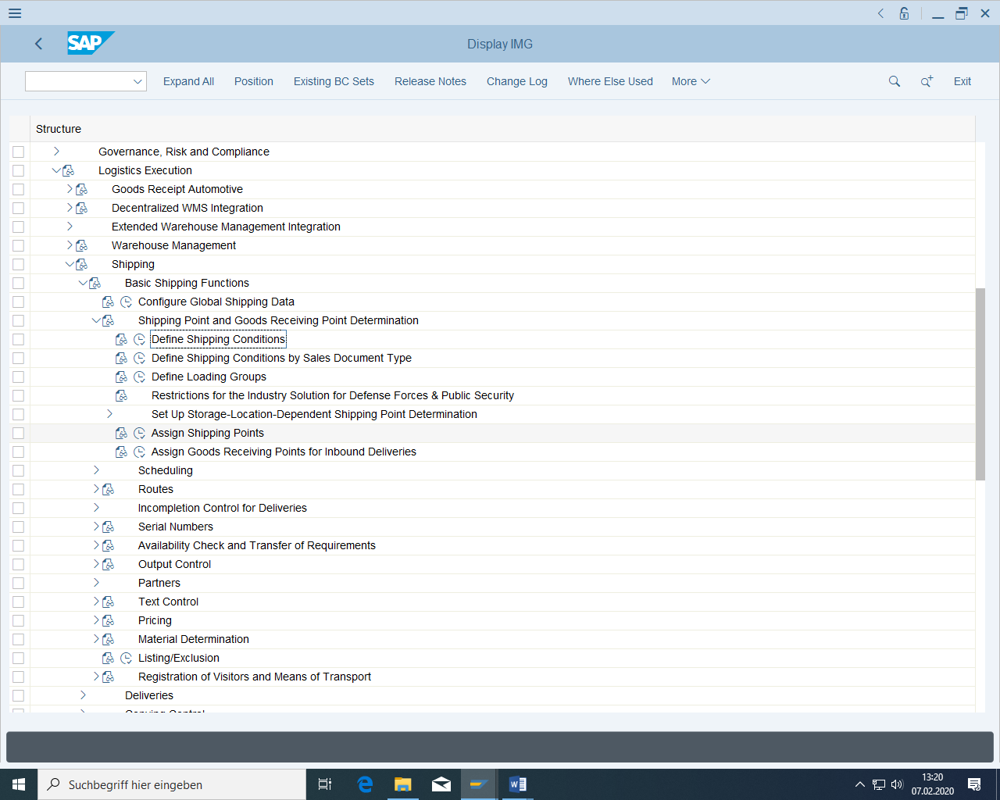 SAP
Display IMG
Expand All Position Existing BC Sets Release Notes Change Log Where Else Used More Exit
Structure
Governance, Risk and Compliance
Logistics Execution
Goods Receipt Automotive
Decentralized WMS Integration
Extended Warehouse Management Integration
Warehouse Management
Shipping
Basic Shipping Functions
Configure Global Shipping Data
Shipping Point and Goods Receiving Point Determination
Define Shipping Conditions
Define Shipping Conditions by Sales Document Type
Define Loading Groups
Restrictions for the Industry Solution for Defense Forces & Public Security
Set Up Storage-Location-Dependent Shipping Point Determination
Assign Shipping Points
Assign Goods Receiving Points for Inbound Deliveries
Scheduling
Routes
Incompletion Control for Deliveries
Serial Numbers
Availability Check and Transfer of Requirements
Output Control
Partners
Text Control
Pricing
Material Determination
Listing/Exclusion
Registration of Visitors and Means of Transport
Deliveries
Suchbegriff hier eingeben
13:20
07.02.2020